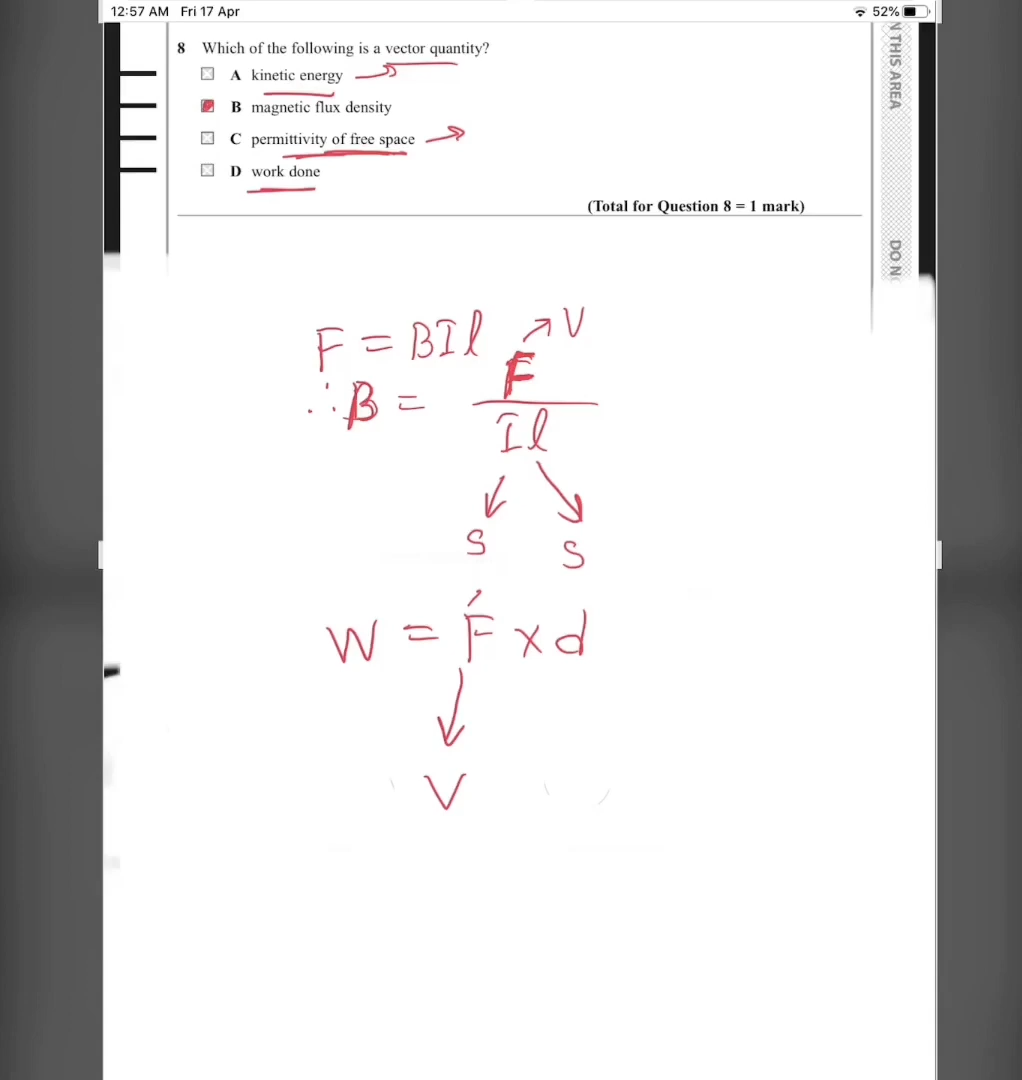 12:57 AM Fri 17 Apr
52%
N THIS AREA
DO N
8 Which of the following is a vector quantity?
A kinetic energy
B magnetic flux density
C permittivity of free space
D work done
(Total for Question 8 = 1 mark)
F = BIl
V
∴ B = F
Il
S S
W = F x d
V